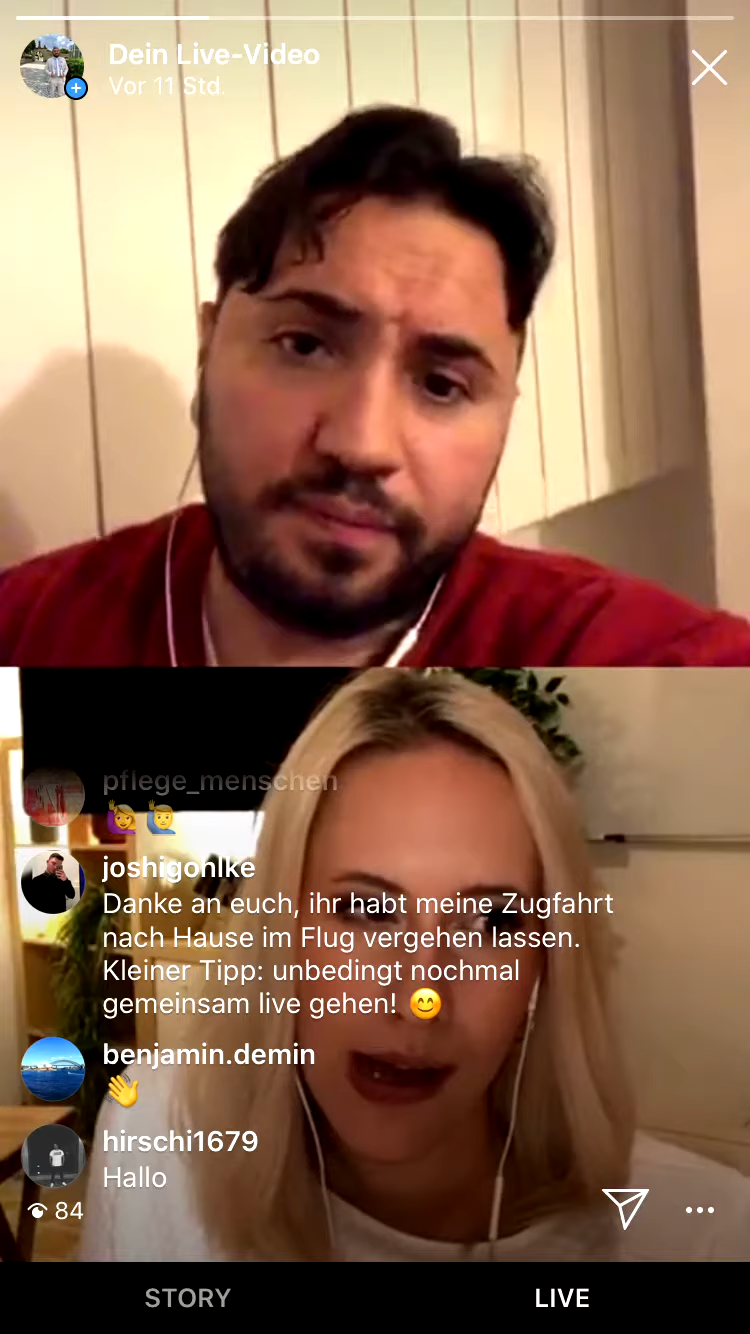 Dein Live-Video
Vor 11 Std.
pflege_menschen
🙋‍♀️ 🙋‍♂️
joshigohlke
Danke an euch, ihr habt meine Zugfahrt
nach Hause im Flug vergehen lassen.
Kleiner Tipp: unbedingt nochmal
gemeinsam live gehen! 😊
benjamin.demin
👋
hirschi1679
Hallo
84
STORY
LIVE